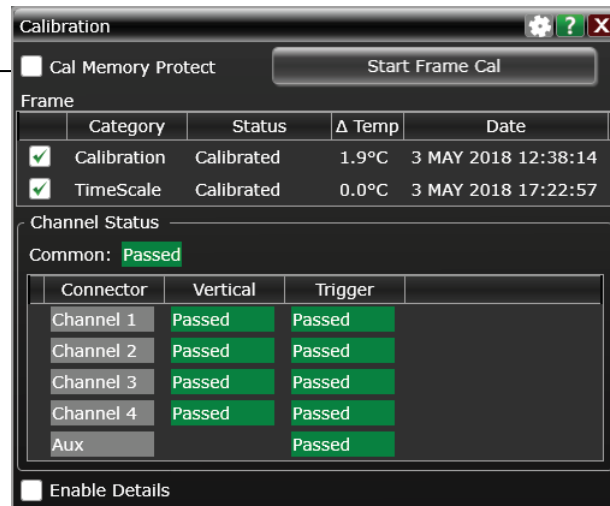 Calibration ? X
Cal Memory Protect Start Frame Cal
Frame
Category Status Δ Temp Date
Calibration Calibrated 1.9°C 3 MAY 2018 12:38:14
TimeScale Calibrated 0.0°C 3 MAY 2018 17:22:57
Channel Status
Common: Passed
Connector Vertical Trigger
Channel 1 Passed Passed
Channel 2 Passed Passed
Channel 3 Passed Passed
Channel 4 Passed Passed
Aux Passed
Enable Details